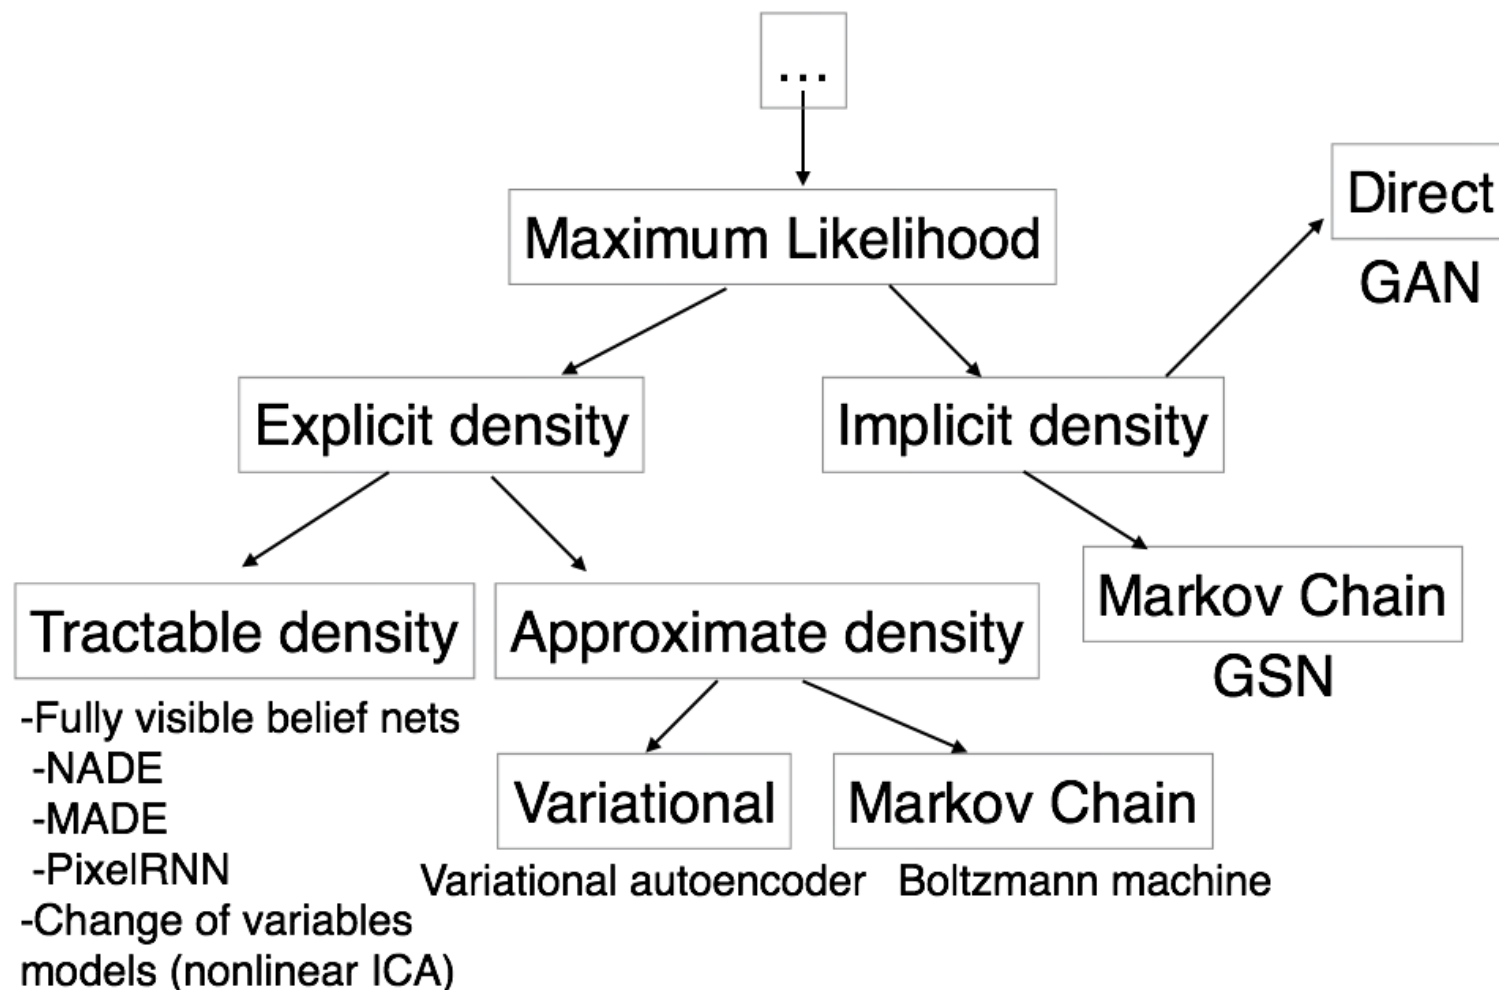 ...
Maximum Likelihood
Direct
GAN
Explicit density
Implicit density
Markov Chain
GSN
Tractable density
-Fully visible belief nets
-NADE
-MADE
-PixelRNN
-Change of variables
models (nonlinear ICA)
Approximate density
Variational
Variational autoencoder
Markov Chain
Boltzmann machine